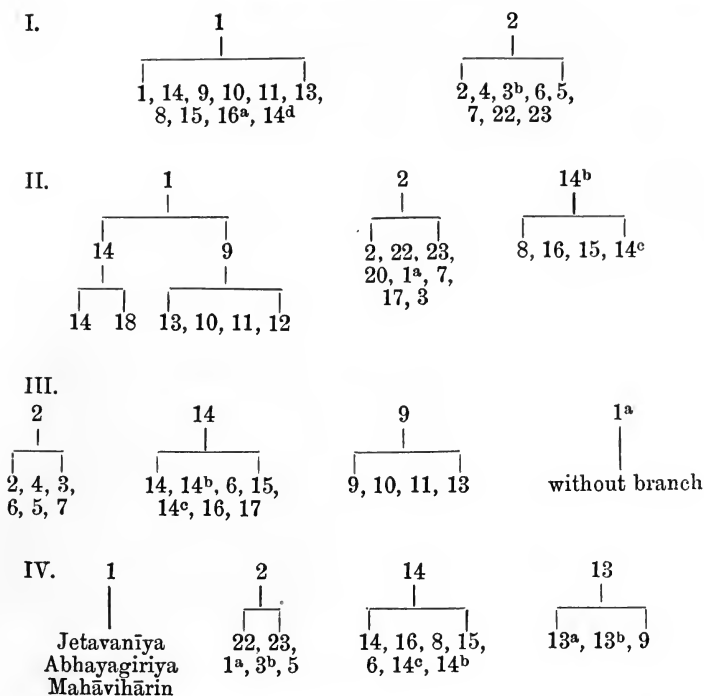 I. 1 2
1, 14, 9, 10, 11, 13, 2, 4, 3ᵇ, 6, 5,
8, 15, 16ᵃ, 14ᵈ 7, 22, 23
II. 1 2 14ᵇ
14 9 2, 22, 23, 8, 16, 15, 14ᶜ
20, 1ᵃ, 7,
14 18 13, 10, 11, 12 17, 3
III.
2 14 9 1ᵃ
2, 4, 3, 14, 14ᵇ, 6, 15, 9, 10, 11, 13 without branch
6, 5, 7 14ᶜ, 16, 17
IV. 1 2 14 13
Jetavanīya 22, 23, 14, 16, 8, 15, 13ᵃ, 13ᵇ, 9
Abhayagiriya 1ᵃ, 3ᵇ, 5 6, 14ᶜ, 14ᵇ
Mahāvihārin